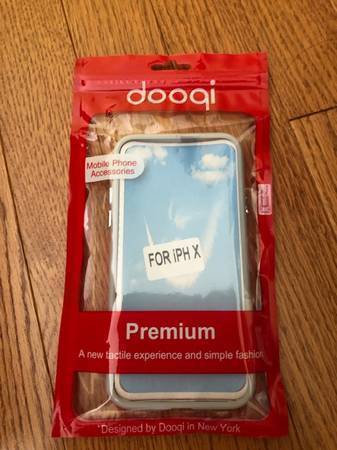 dooqi
Mobile Phone
Accessories
FOR iPH X
Premium
A new tactile experience and simple fashion
*Designed by Dooqi in New York